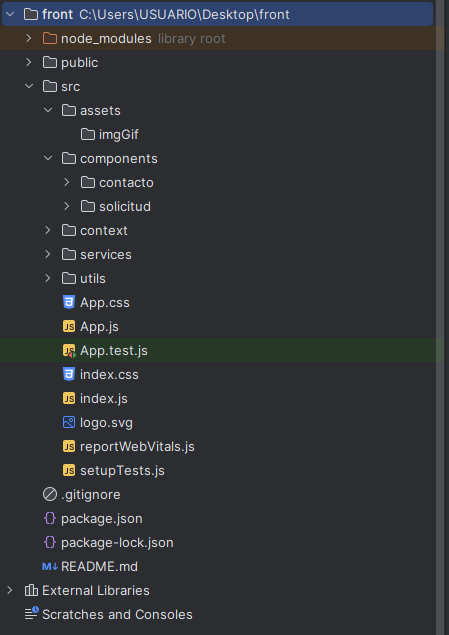 front C:\Users\USUARIO\Desktop\front
node_modules library root
public
src
assets
imgGif
components
contacto
solicitud
context
services
utils
App.css
App.js
App.test.js
index.css
index.js
logo.svg
reportWebVitals.js
setupTests.js
.gitignore
package.json
package-lock.json
README.md
External Libraries
Scratches and Consoles